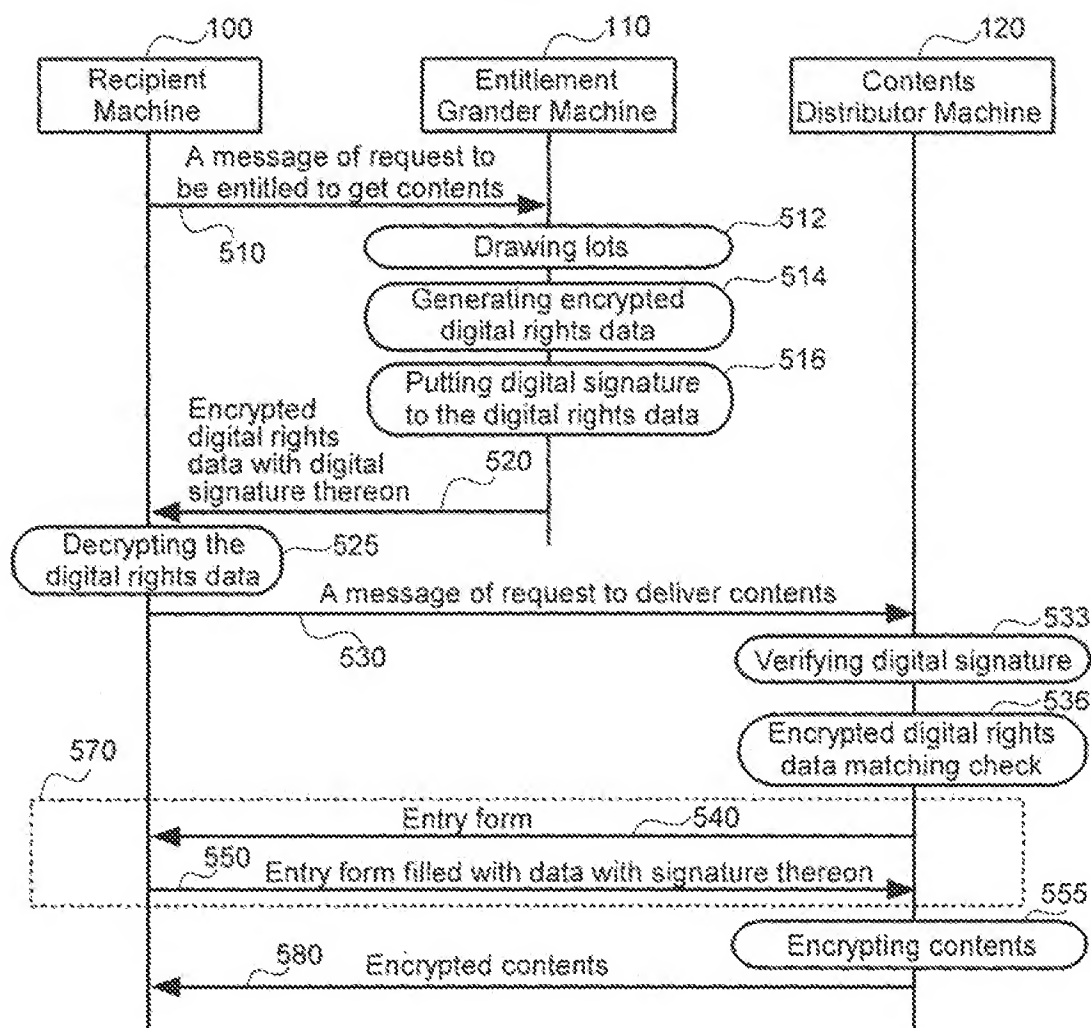 100
110
120
Recipient
Machine
Entitlement
Grander Machine
Contents
Distributor Machine
A message of request to
be entitled to get contents
510
512
Drawing lots
514
Generating encrypted
digital rights data
516
Putting digital signature
to the digital rights data
Encrypted
digital rights
data with digital
signature thereon
520
Decrypting the
digital rights data
525
A message of request to deliver contents
530
533
Verifying digital signature
536
Encrypted digital rights
data matching check
570
Entry form
540
550
Entry form filled with data with signature thereon
555
Encrypting contents
580
Encrypted contents